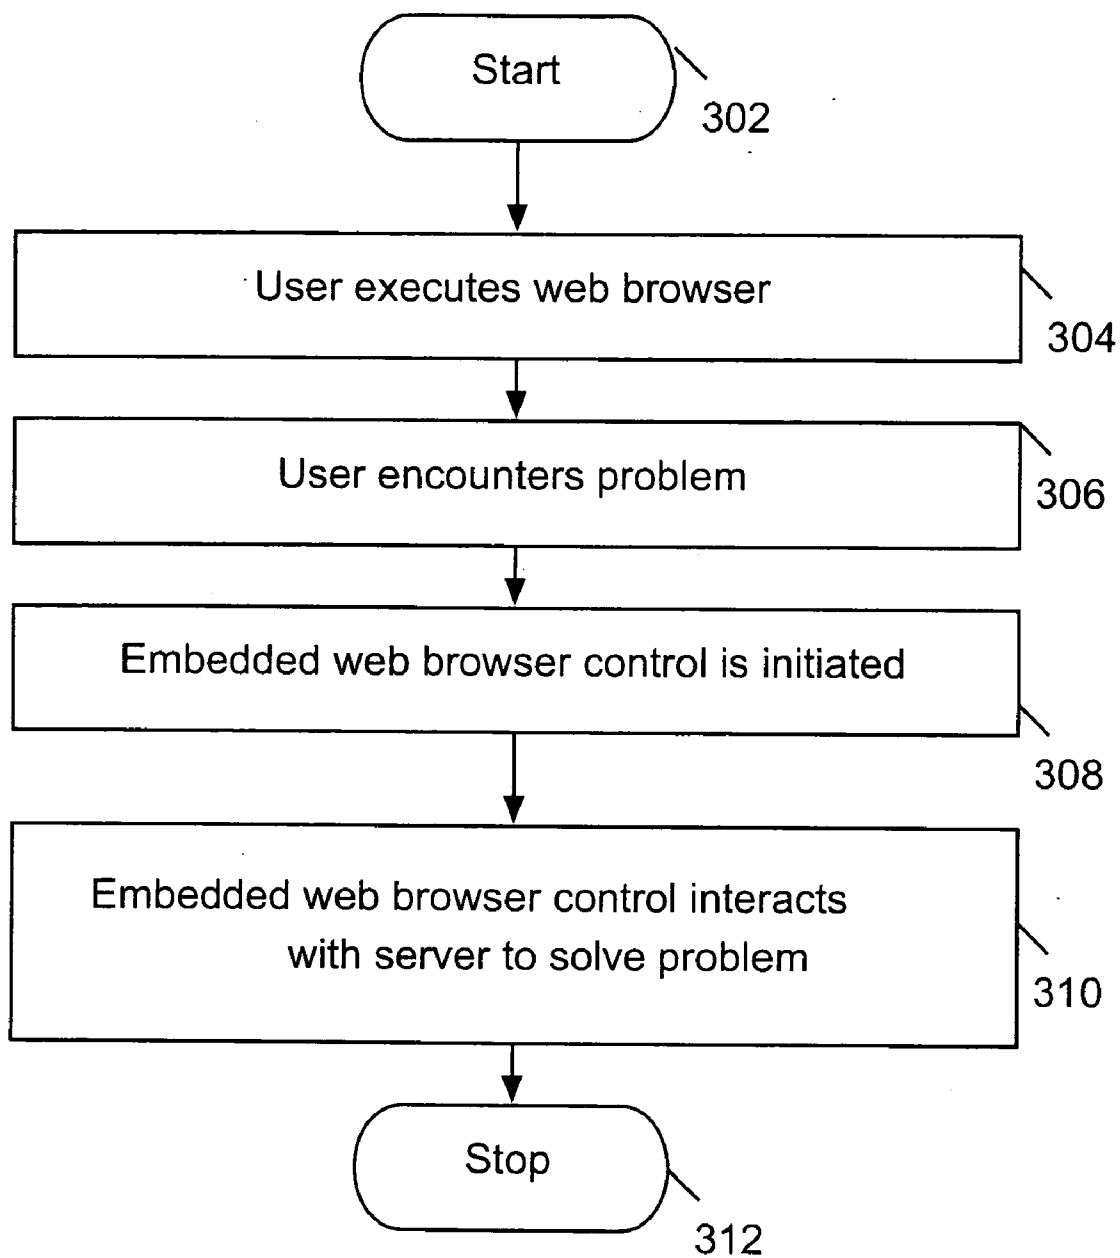 Start
302
User executes web browser
304
User encounters problem
306
Embedded web browser control is initiated
308
Embedded web browser control interacts
with server to solve problem
310
Stop
312